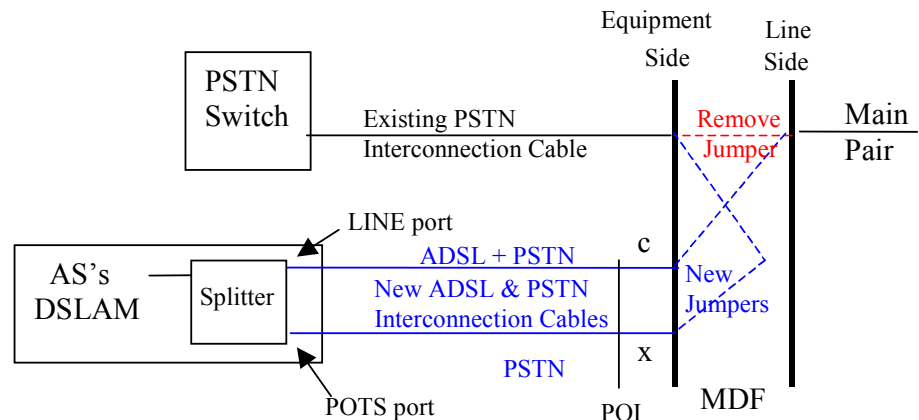 Equipment
Side
Line
Side
PSTN
Switch
Existing PSTN
Interconnection Cable
Remove
Jumper
Main
Pair
LINE port
AS's
DSLAM
Splitter
ADSL + PSTN
c
New ADSL & PSTN
Interconnection Cables
New
Jumpers
x
PSTN
POTS port
POI
MDF